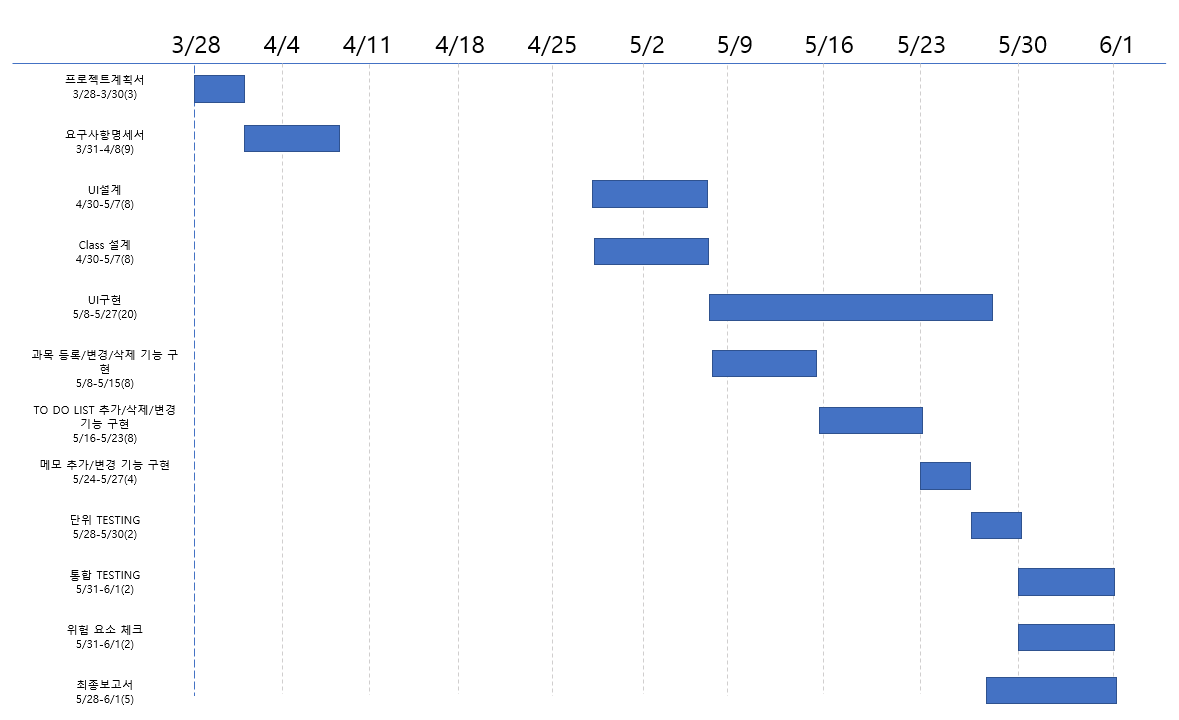 3/28 4/4 4/11 4/18 4/25 5/2 5/9 5/16 5/23 5/30 6/1
프로젝트계획서
3/28-3/30(3)
요구사항명세서
3/31-4/8(9)
UI설계
4/30-5/7(8)
Class 설계
4/30-5/7(8)
UI구현
5/8-5/27(20)
과목 등록/변경/삭제 기능 구
현
5/8-5/15(8)
TO DO LIST 추가/삭제/변경
기능 구현
5/16-5/23(8)
메모 추가/변경 기능 구현
5/24-5/27(4)
단위 TESTING
5/28-5/30(2)
통합 TESTING
5/31-6/1(2)
위험 요소 체크
5/31-6/1(2)
최종보고서
5/28-6/1(5)